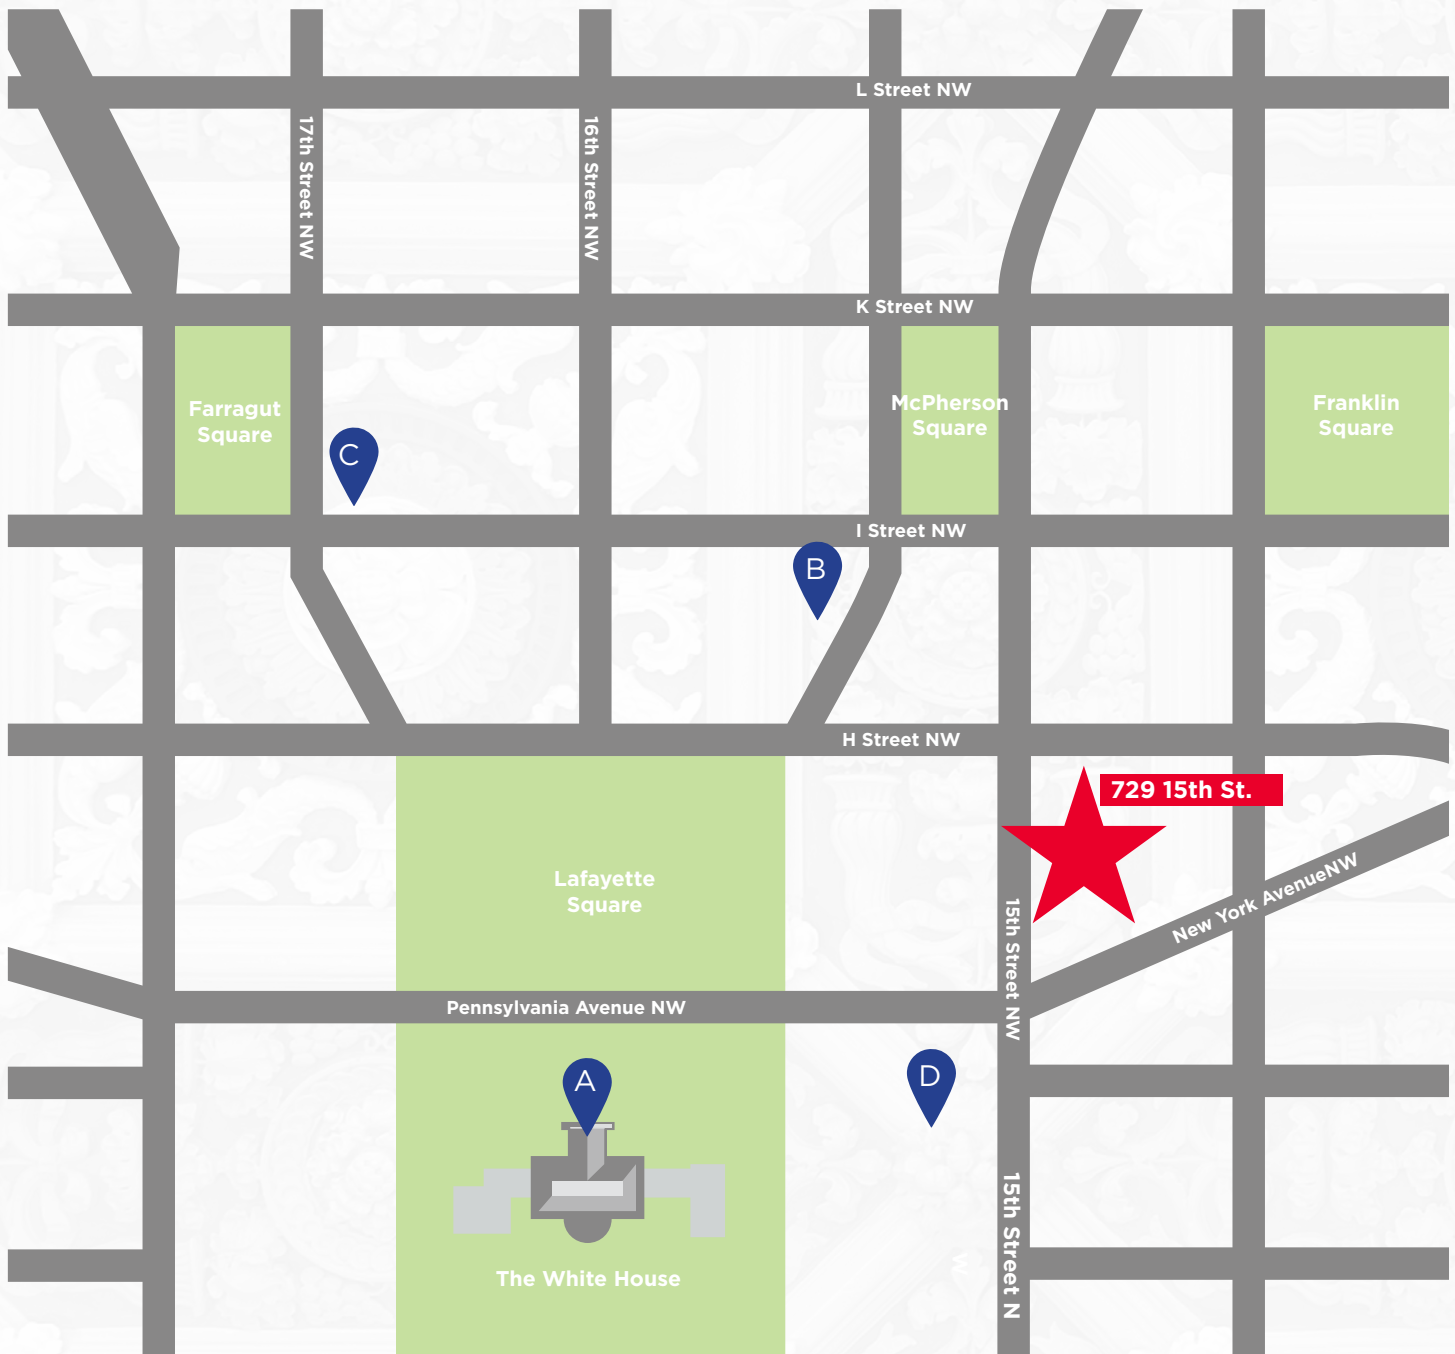 L Street NW
17th Street NW
16th Street NW
K Street NW
Farragut
Square
McPherson
Square
Franklin
Square
C
I Street NW
B
H Street NW
729 15th St.
Lafayette
Square
New York AvenueNW
15th Street NW
Pennsylvania Avenue NW
A
D
15th Street N
W
The White House